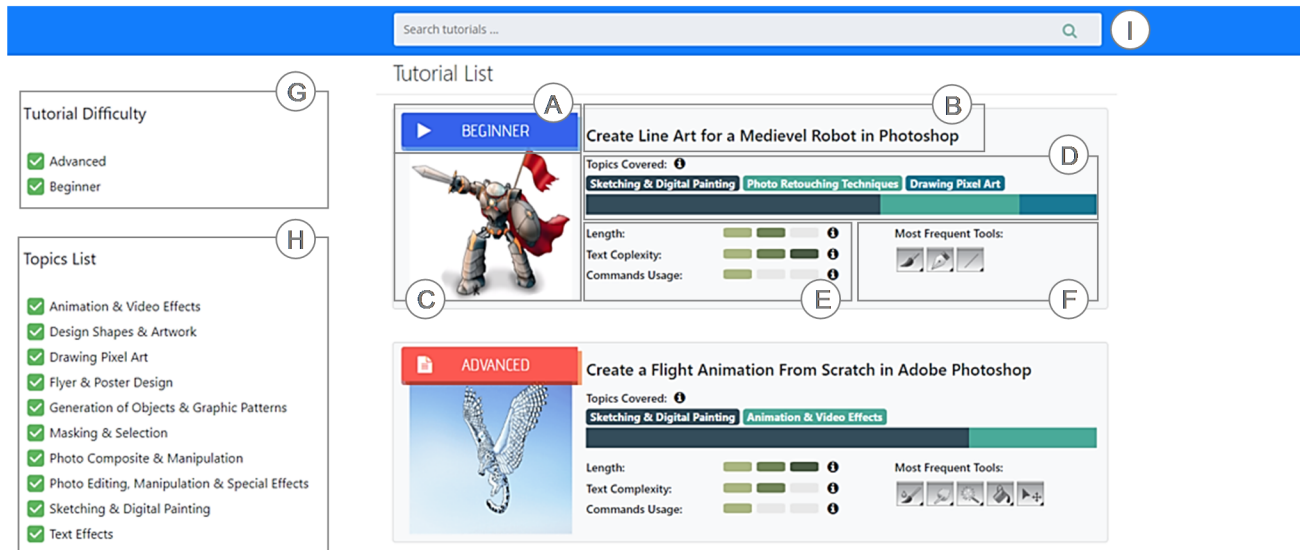 Search tutorials ...
I
Tutorial List
G
Tutorial Difficulty
Advanced
Beginner
H
Topics List
Animation & Video Effects
Design Shapes & Artwork
Drawing Pixel Art
Flyer & Poster Design
Generation of Objects & Graphic Patterns
Masking & Selection
Photo Composite & Manipulation
Photo Editing, Manipulation & Special Effects
Sketching & Digital Painting
Text Effects
A
BEGINNER
B
Create Line Art for a Medievel Robot in Photoshop
D
Topics Covered:
Sketching & Digital Painting Photo Retouching Techniques Drawing Pixel Art
Length:
Text Coplexity:
Commands Usage:
Most Frequent Tools:
C
E
F
ADVANCED
Create a Flight Animation From Scratch in Adobe Photoshop
Topics Covered:
Sketching & Digital Painting Animation & Video Effects
Length:
Text Complexity:
Commands Usage:
Most Frequent Tools: